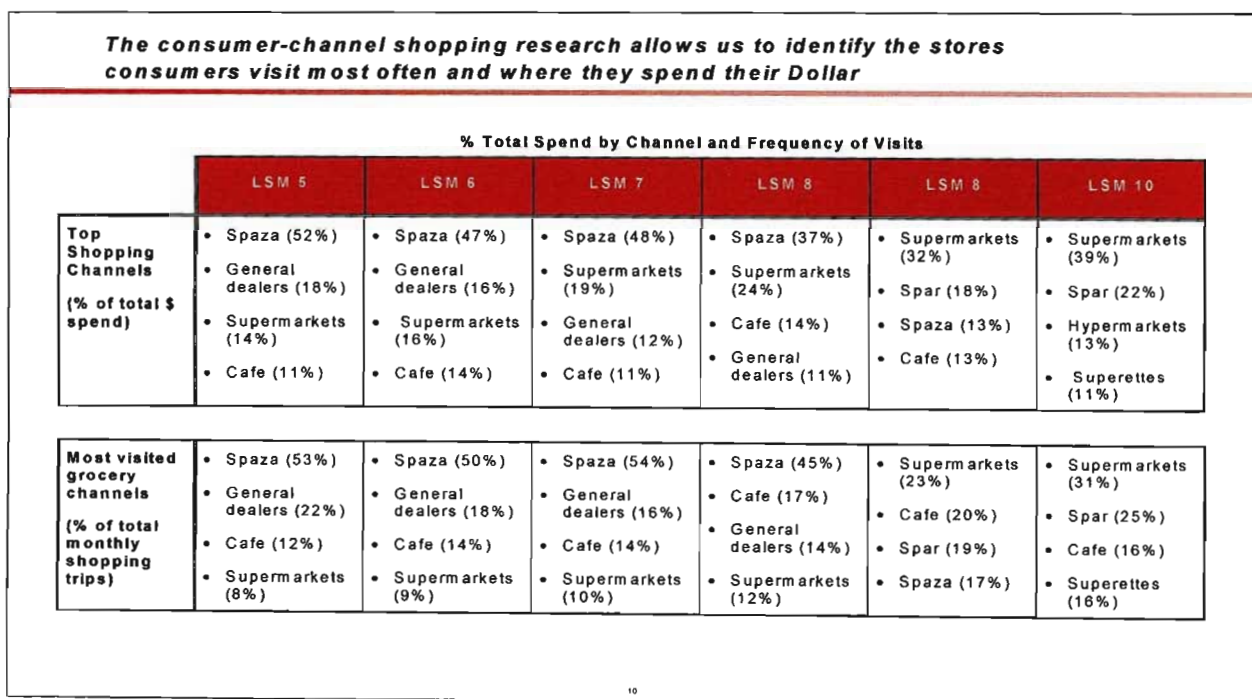 The consumer-channel shopping research allows us to identify the stores
consumers visit most often and where they spend their Dollar
% Total Spend by Channel and Frequency of Visits
LSM 5 LSM 6 LSM 7 LSM 8 LSM 8 LSM 10
Top
Shopping
Channels
(% of total $
spend)
• Spaza (52%)
• General
dealers (18%)
• Supermarkets
(14%)
• Cafe (11%)
• Spaza (47%)
• General
dealers (16%)
• Supermarkets
(16%)
• Cafe (14%)
• Spaza (48%)
• Supermarkets
(19%)
• General
dealers (12%)
• Cafe (11%)
• Spaza (37%)
• Supermarkets
(24%)
• Cafe (14%)
• General
dealers (11%)
• Supermarkets
(32%)
• Spar (18%)
• Spaza (13%)
• Cafe (13%)
• Supermarkets
(39%)
• Spar (22%)
• Hypermarkets
(13%)
• Superettes
(11%)
Most visited
grocery
channels
(% of total
monthly
shopping
trips)
• Spaza (53%)
• General
dealers (22%)
• Cafe (12%)
• Supermarkets
(8%)
• Spaza (50%)
• General
dealers (18%)
• Cafe (14%)
• Supermarkets
(9%)
• Spaza (54%)
• General
dealers (16%)
• Cafe (14%)
• Supermarkets
(10%)
• Spaza (45%)
• Cafe (17%)
• General
dealers (14%)
• Supermarkets
(12%)
• Supermarkets
(23%)
• Cafe (20%)
• Spar (19%)
• Spaza (17%)
• Supermarkets
(31%)
• Spar (25%)
• Cafe (16%)
• Superettes
(16%)
10